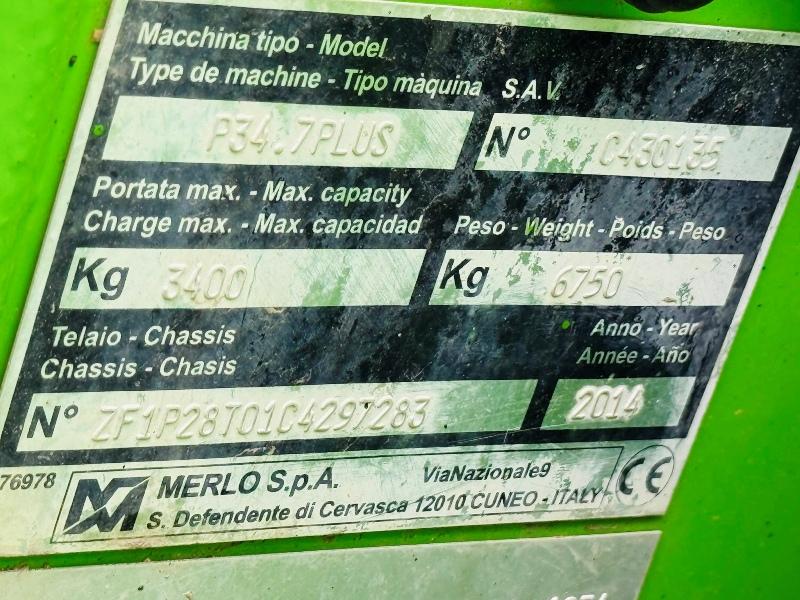 Macchina tipo - Model
Type de machine - Tipo màquina S.A.V.
P34.7PLUS N° C430135
Portata max. - Max. capacity
Charge max. - Max. capacidad Peso - Weight - Poids - Peso
Kg 3400 Kg 6750
Telaio - Chassis Anno - Year
Chassis - Chasis Année - Año
N° ZF1P28T01C4297283 2014
76978 MERLO S.p.A. ViaNazionale9 CE
S. Defendente di Cervasca 12010 CUNEO - ITALY